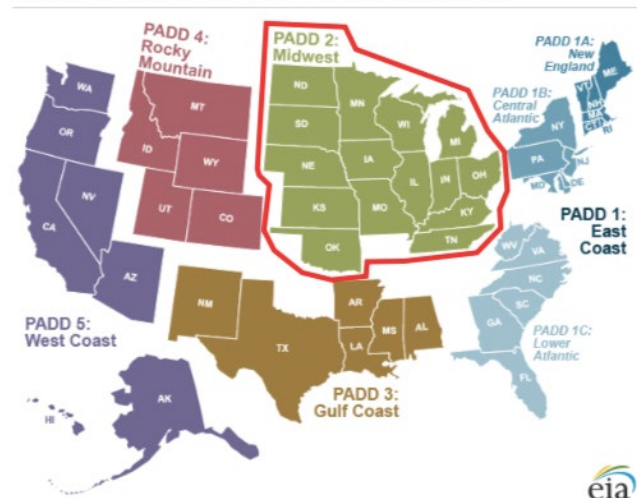 PADD 4:
Rocky
Mountain
PADD 2:
Midwest
PADD 1A:
New
England
PADD 1B:
Central
Atlantic
WA
OR
CA
NV
AZ
MT
ID
WY
UT
CO
ND
SD
NE
KS
OK
MN
WI
MI
IA
IL
IN
OH
MO
KY
TN
VT
ME
NH
MA
CT
RI
NY
PA
NJ
MD
DE
PADD 1:
East
Coast
WV
VA
NC
SC
GA
FL
PADD 1C:
Lower
Atlantic
NM
TX
AR
LA
MS
AL
PADD 5:
West Coast
PADD 3:
Gulf Coast
AK
HI
eia